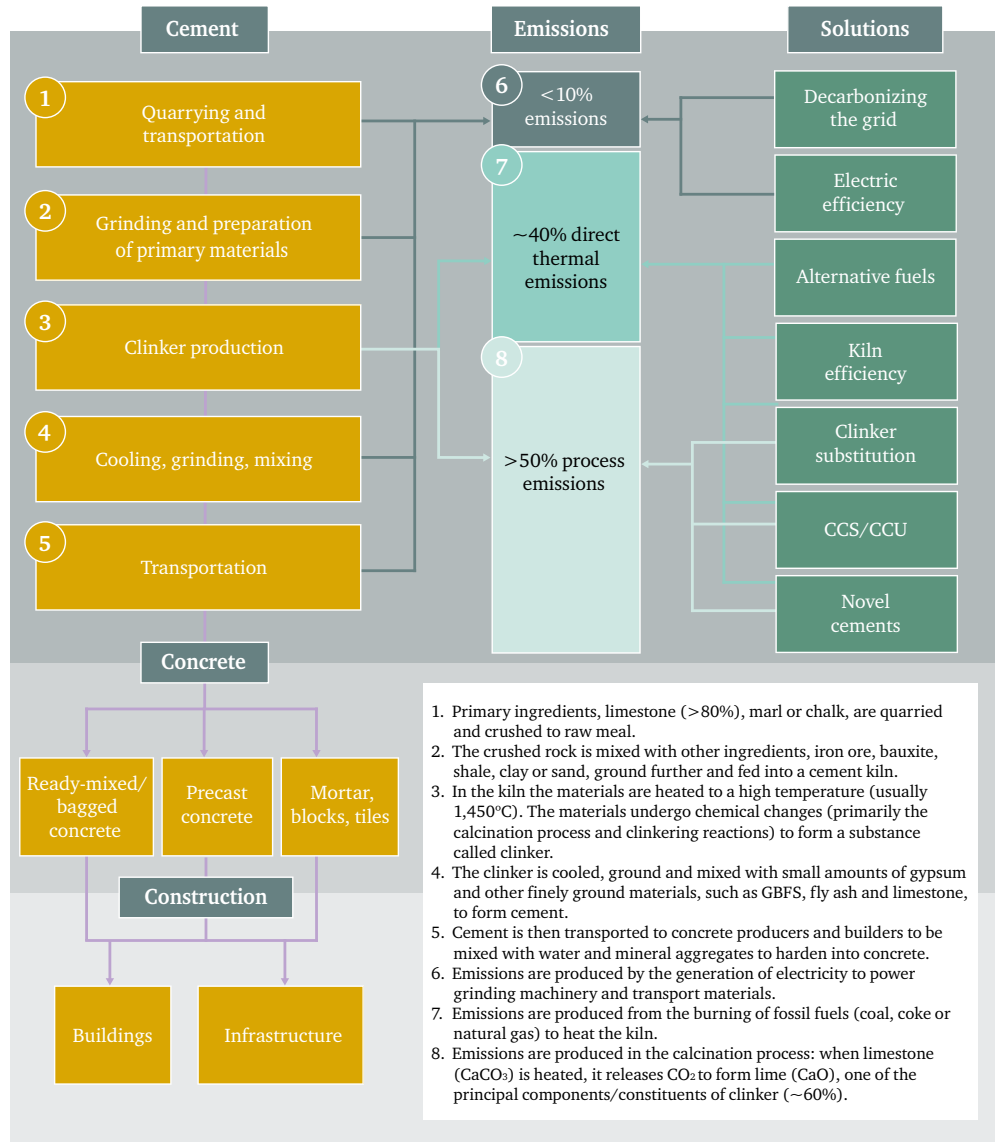 Cement
Emissions
Solutions
1
Quarrying and
transportation
2
Grinding and preparation
of primary materials
3
Clinker production
4
Cooling, grinding, mixing
5
Transportation
6
<10%
emissions
7
~40% direct
thermal
emissions
8
>50% process
emissions
Decarbonizing
the grid
Electric
efficiency
Alternative fuels
Kiln
efficiency
Clinker
substitution
CCS/CCU
Novel
cements
Concrete
Ready-mixed/
bagged
concrete
Precast
concrete
Mortar,
blocks, tiles
Construction
Buildings
Infrastructure
1. Primary ingredients, limestone (>80%), marl or chalk, are quarried
and crushed to raw meal.
2. The crushed rock is mixed with other ingredients, iron ore, bauxite,
shale, clay or sand, ground further and fed into a cement kiln.
3. In the kiln the materials are heated to a high temperature (usually
1,450°C). The materials undergo chemical changes (primarily the
calcination process and clinkering reactions) to form a substance
called clinker.
4. The clinker is cooled, ground and mixed with small amounts of gypsum
and other finely ground materials, such as GBFS, fly ash and limestone,
to form cement.
5. Cement is then transported to concrete producers and builders to be
mixed with water and mineral aggregates to harden into concrete.
6. Emissions are produced by the generation of electricity to power
grinding machinery and transport materials.
7. Emissions are produced from the burning of fossil fuels (coal, coke or
natural gas) to heat the kiln.
8. Emissions are produced in the calcination process: when limestone
(CaCO₃) is heated, it releases CO₂ to form lime (CaO), one of the
principal components/constituents of clinker (~60%).